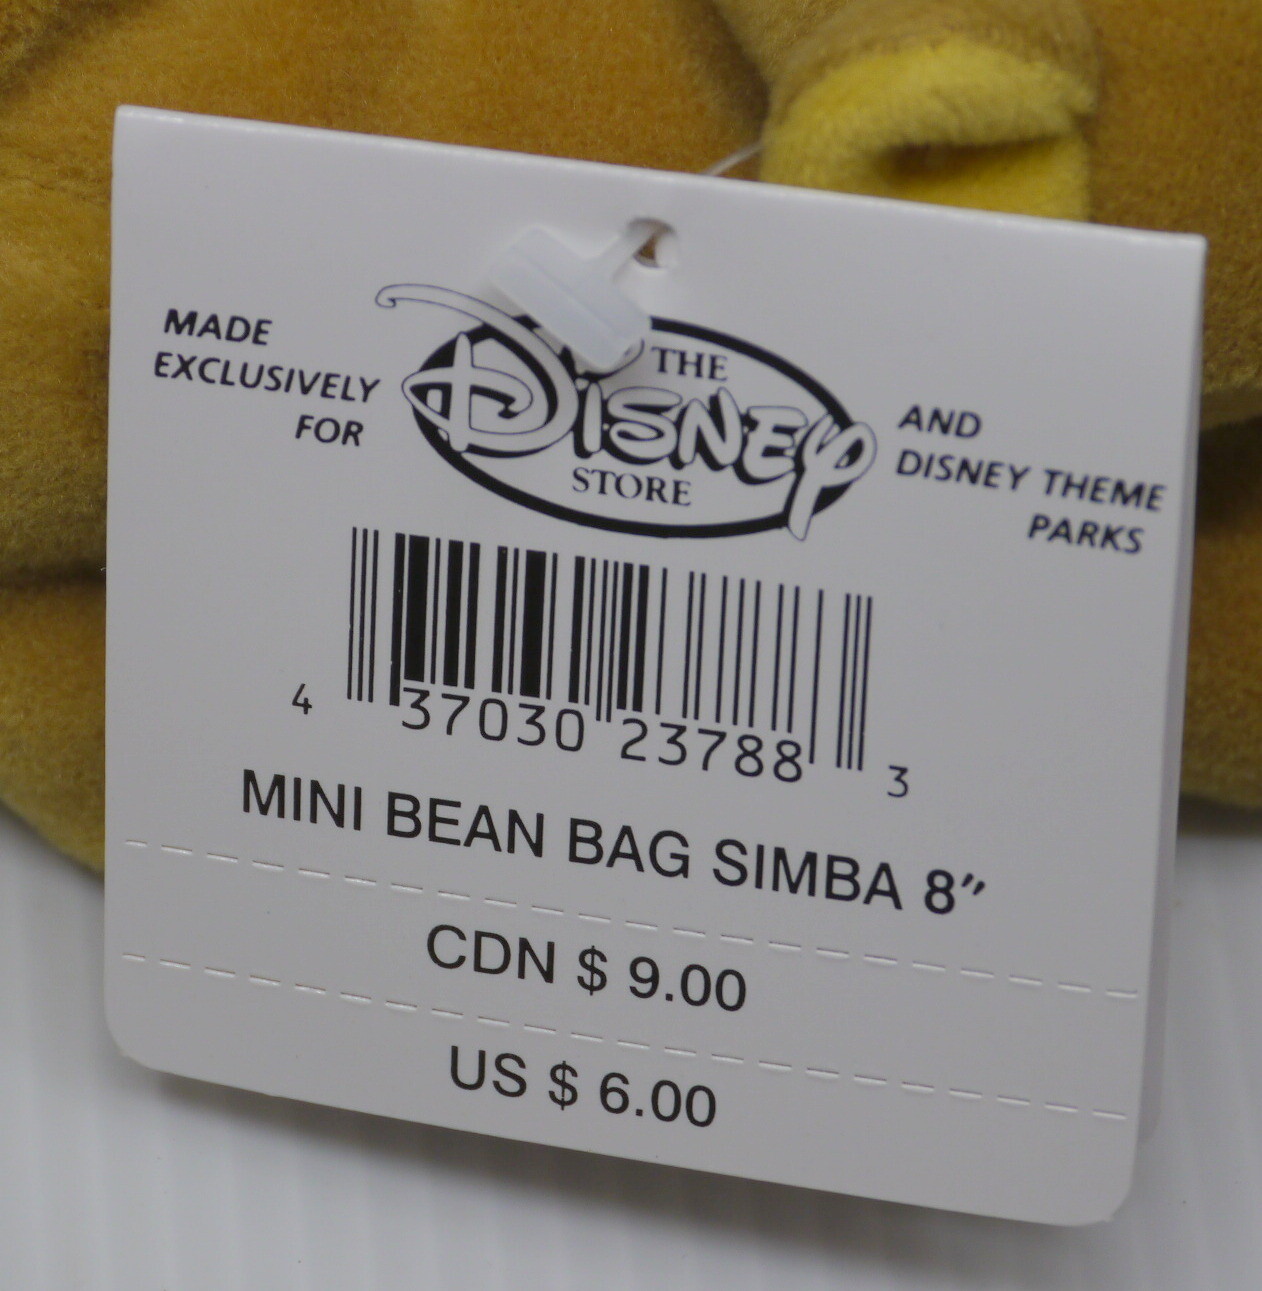 MADE
EXCLUSIVELY
FOR
THE
DISNEY
STORE
AND
DISNEY THEME
PARKS
4 37030 23788 3
MINI BEAN BAG SIMBA 8"
CDN $ 9.00
US $ 6.00